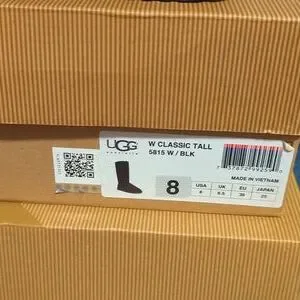 UGG
australia
W CLASSIC TALL
5815 W / BLK
8
USA UK EU JAPAN
8 6.5 39 25
MADE IN VIETNAM